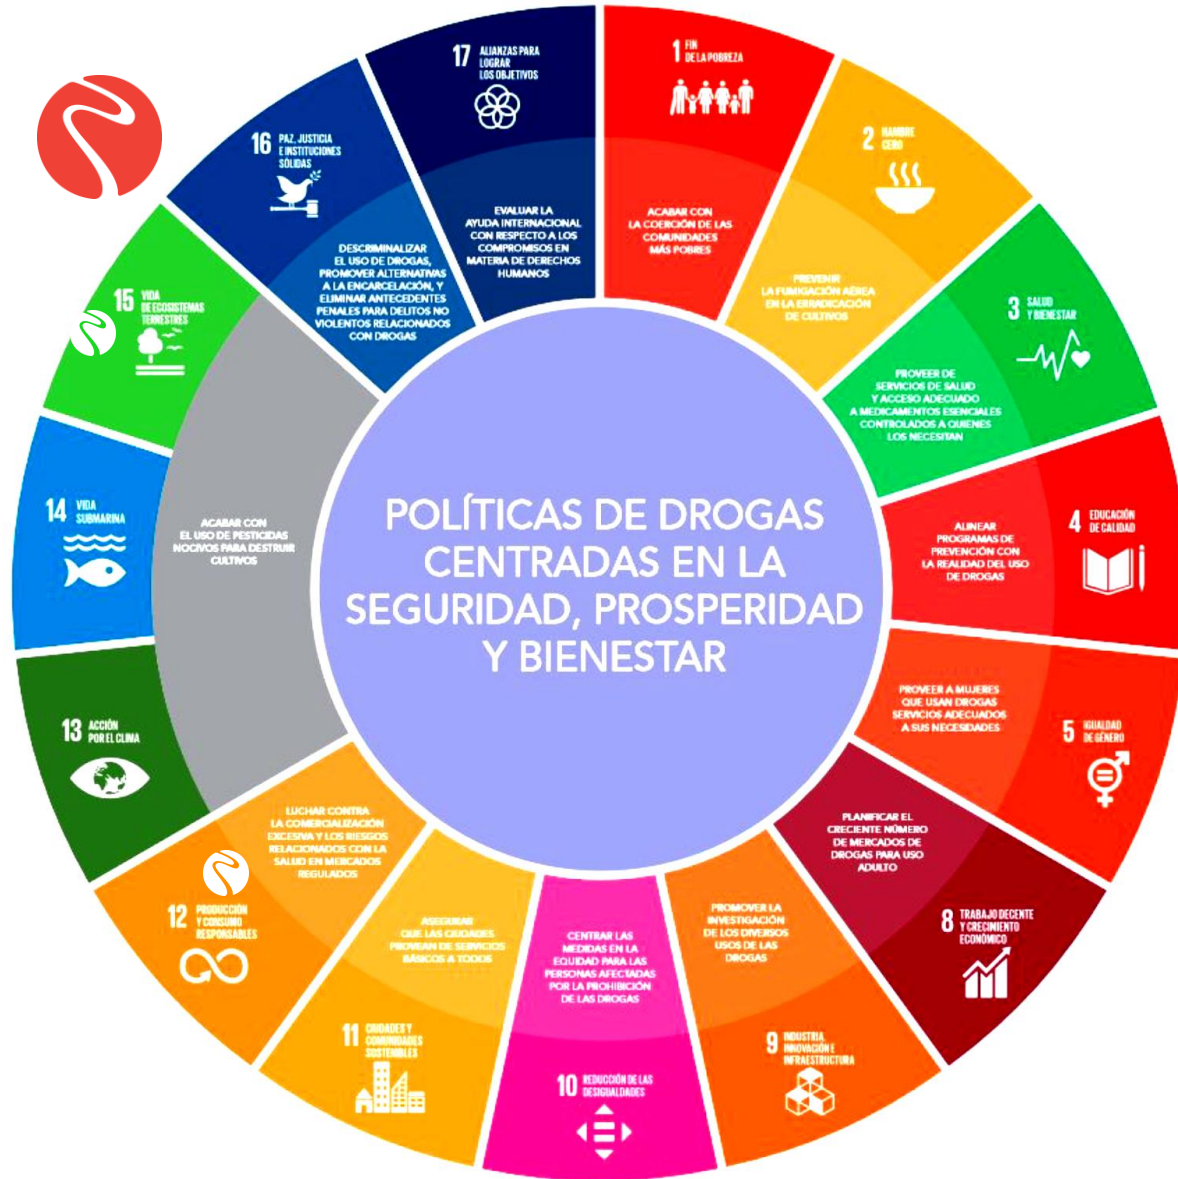 POLÍTICAS DE DROGAS
CENTRADAS EN LA
SEGURIDAD, PROSPERIDAD
Y BIENESTAR
1 FIN
DE LA POBREZA
ACABAR CON
LA COERCIÓN DE LAS
COMUNIDADES
MÁS POBRES
2 HAMBRE
CERO
PREVENIR
LA FUMIGACIÓN AÉREA
EN LA ERRADICACIÓN
DE CULTIVOS
3 SALUD
Y BIENESTAR
PROVEER DE
SERVICIOS DE SALUD
Y ACCESO ADECUADO
A MEDICAMENTOS ESENCIALES
CONTROLADOS A QUIENES
LOS NECESITAN
4 EDUCACIÓN
DE CALIDAD
ALINEAR
PROGRAMAS DE
PREVENCIÓN CON
LA REALIDAD DEL USO
DE DROGAS
5 IGUALDAD
DE GÉNERO
PROVEER A MUJERES
QUE USAN DROGAS
SERVICIOS ADECUADOS
A SUS NECESIDADES
8 TRABAJO DECENTE
Y CRECIMIENTO
ECONÓMICO
PLANIFICAR EL
CRECIENTE NÚMERO
DE MERCADOS DE
DROGAS PARA USO
ADULTO
9 INDUSTRIA,
INNOVACIÓN E
INFRAESTRUCTURA
PROMOVER LA
INVESTIGACIÓN
DE LOS DIVERSOS
USOS DE LAS
DROGAS
10 REDUCCIÓN DE LAS
DESIGUALDADES
CENTRAR LAS
MEDIDAS EN LA
EQUIDAD PARA LAS
PERSONAS AFECTADAS
POR LA PROHIBICIÓN
DE LAS DROGAS
11 CIUDADES Y
COMUNIDADES
SOSTENIBLES
ASEGURAR
QUE LAS CIUDADES
PROVEAN DE SERVICIOS
BÁSICOS A TODOS
12 PRODUCCIÓN
Y CONSUMO
RESPONSABLES
LUCHAR CONTRA
LA COMERCIALIZACIÓN
EXCESIVA Y LOS RIESGOS
RELACIONADOS CON LA
SALUD EN MERCADOS
REGULADOS
13 ACCIÓN
POR EL CLIMA
14 VIDA
SUBMARINA
15 VIDA
DE ECOSISTEMAS
TERRESTRES
ACABAR CON
EL USO DE PESTICIDAS
NOCIVOS PARA DESTRUIR
CULTIVOS
16 PAZ, JUSTICIA
E INSTITUCIONES
SÓLIDAS
DESCRIMINALIZAR
EL USO DE DROGAS,
PROMOVER ALTERNATIVAS
A LA ENCARCELACIÓN, Y
ELIMINAR ANTECEDENTES
PENALES PARA DELITOS NO
VIOLENTOS RELACIONADOS
CON DROGAS
17 ALIANZAS PARA
LOGRAR
LOS OBJETIVOS
EVALUAR LA
AYUDA INTERNACIONAL
CON RESPECTO A LOS
COMPROMISOS EN
MATERIA DE DERECHOS
HUMANOS